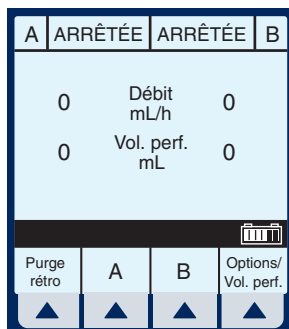 A ARRÊTÉE ARRÊTÉE B
Débit
0 mL/h 0
Vol. perf.
0 mL 0
Purge rétro
A
B
Options/
Vol. perf.